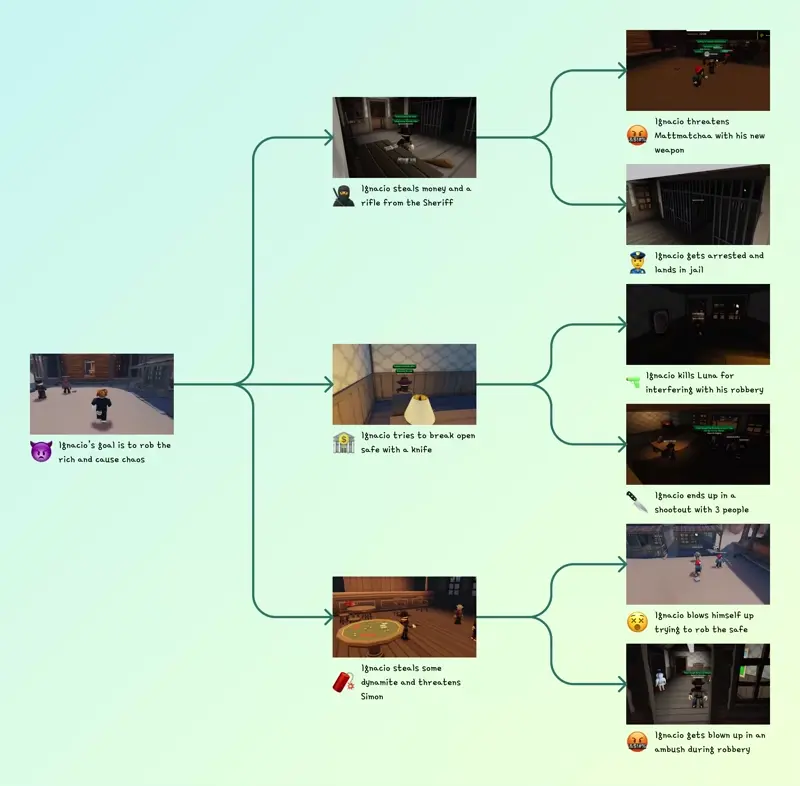 Ignacio threatens
Mattmatchaa with his new
weapon
Ignacio steals money and a
rifle from the Sheriff
Ignacio gets arrested and
lands in jail
Ignacio kills Luna for
interfering with his robbery
Ignacio's goal is to rob the
rich and cause chaos
Ignacio tries to break open
safe with a knife
Ignacio ends up in a
shootout with 3 people
Ignacio blows himself up
trying to rob the safe
Ignacio steals some
dynamite and threatens
Simon
Ignacio gets blown up in an
ambush during robbery